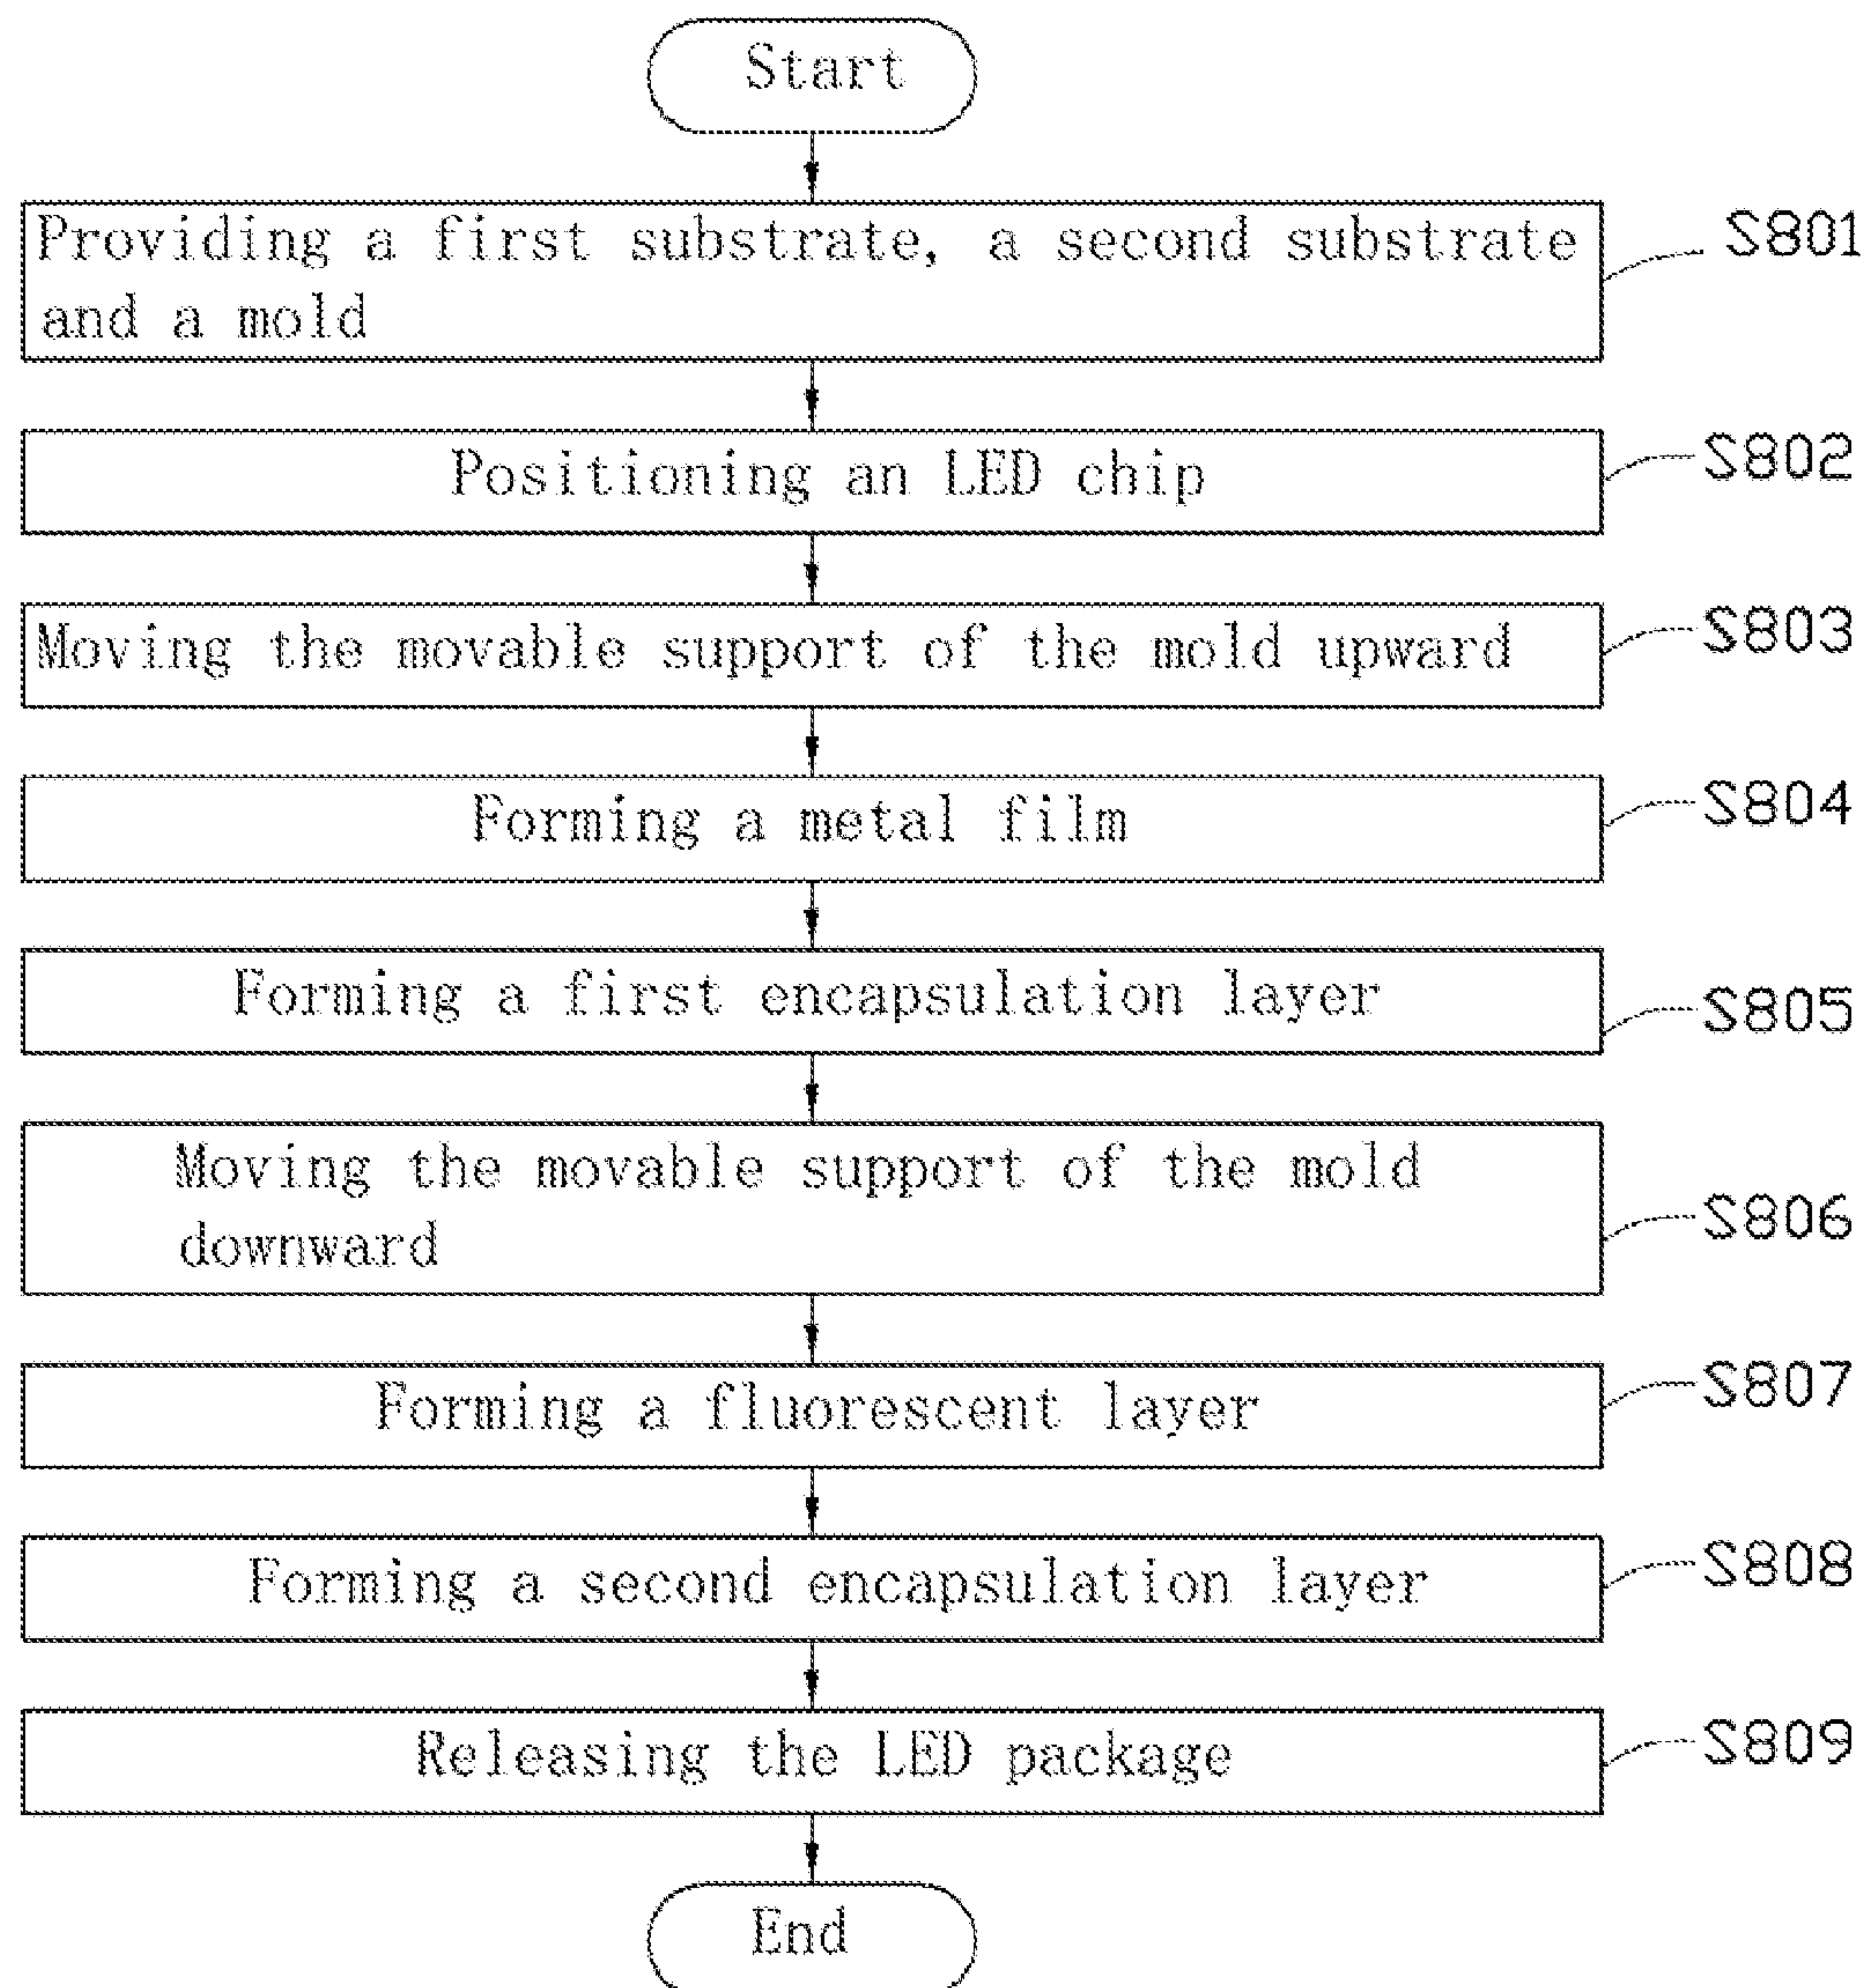 Start
Providing a first substrate, a second substrate
and a mold
S801
Positioning an LED chip
S802
Moving the movable support of the mold upward
S803
Forming a metal film
S804
Forming a first encapsulation layer
S805
Moving the movable support of the mold
downward
S806
Forming a fluorescent layer
S807
Forming a second encapsulation layer
S808
Releasing the LED package
S809
End